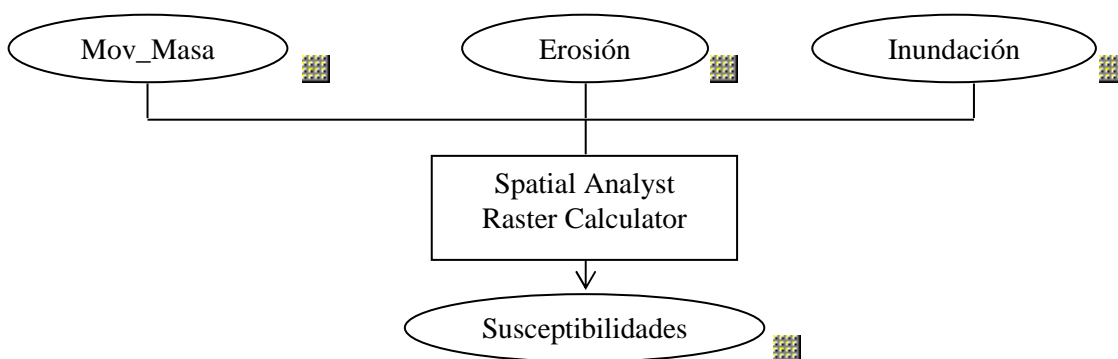 Mov_Masa
Erosión
Inundación
Spatial Analyst
Raster Calculator
Susceptibilidades